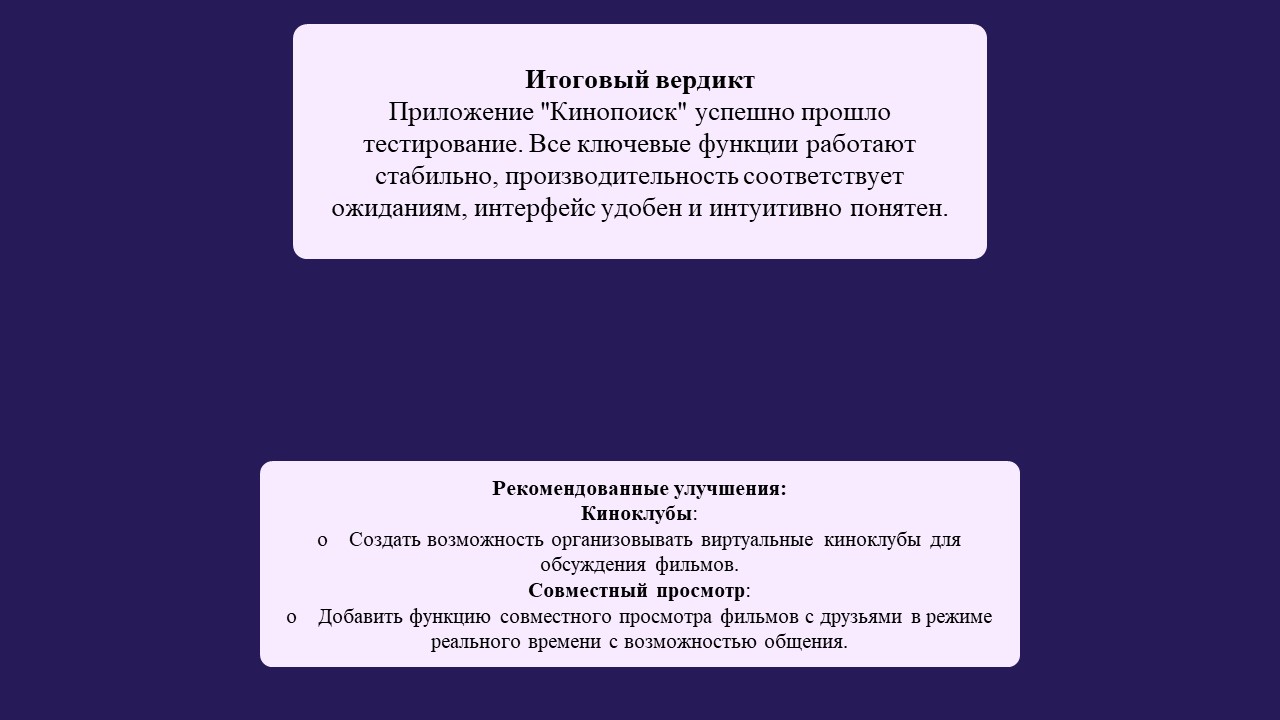 Итоговый вердикт
Приложение "Кинопоиск" успешно прошло
тестирование. Все ключевые функции работают
стабильно, производительность соответствует
ожиданиям, интерфейс удобен и интуитивно понятен.
Рекомендованные улучшения:
Киноклубы:
o Создать возможность организовывать виртуальные киноклубы для
обсуждения фильмов.
Совместный просмотр:
o Добавить функцию совместного просмотра фильмов с друзьями в режиме
реального времени с возможностью общения.